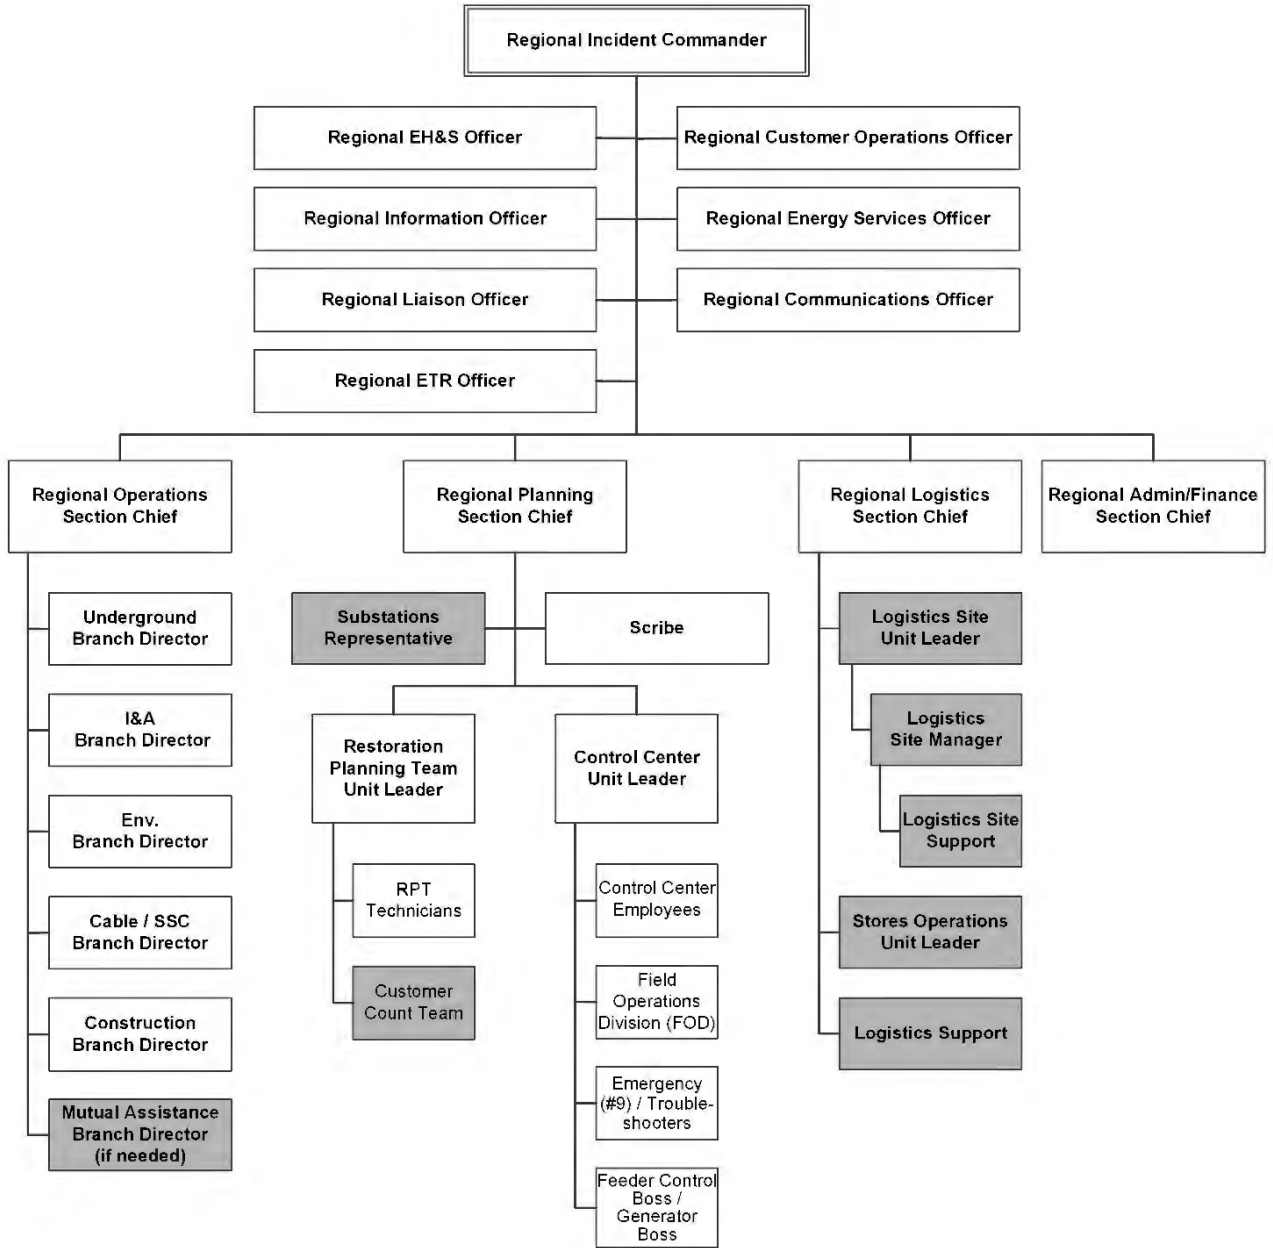 Regional Incident Commander
Regional EH&S Officer
Regional Customer Operations Officer
Regional Information Officer
Regional Energy Services Officer
Regional Liaison Officer
Regional Communications Officer
Regional ETR Officer
Regional Operations
Section Chief
Regional Planning
Section Chief
Regional Logistics
Section Chief
Regional Admin/Finance
Section Chief
Underground
Branch Director
I&A
Branch Director
Env.
Branch Director
Cable / SSC
Branch Director
Construction
Branch Director
Mutual Assistance
Branch Director
(if needed)
Substations
Representative
Scribe
Restoration
Planning Team
Unit Leader
RPT
Technicians
Customer
Count Team
Control Center
Unit Leader
Control Center
Employees
Field
Operations
Division (FOD)
Emergency
(#9) / Trouble-
shooters
Feeder Control
Boss /
Generator
Boss
Logistics Site
Unit Leader
Logistics
Site Manager
Logistics Site
Support
Stores Operations
Unit Leader
Logistics Support